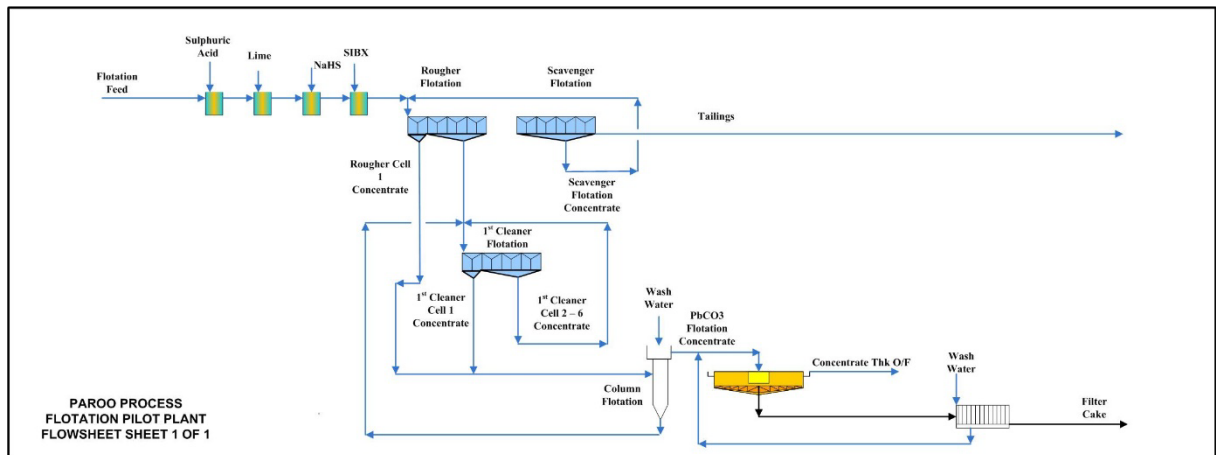 Sulphuric
Acid
Lime
NaHS
SIBX
Flotation
Feed
Rougher
Flotation
Scavenger
Flotation
Tailings
Rougher Cell
1
Concentrate
Scavenger
Flotation
Concentrate
1st Cleaner
Flotation
1st Cleaner
Cell 1
Concentrate
1st Cleaner
Cell 2 – 6
Concentrate
Wash
Water
PbCO3
Flotation
Concentrate
Concentrate Thk O/F
Wash
Water
Column
Flotation
Filter
Cake
PAROO PROCESS
FLOTATION PILOT PLANT
FLOWSHEET SHEET 1 OF 1